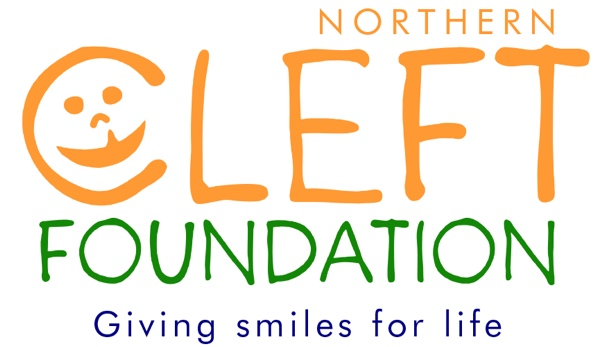 NORTHERN
CLEFT
FOUNDATION
Giving smiles for life